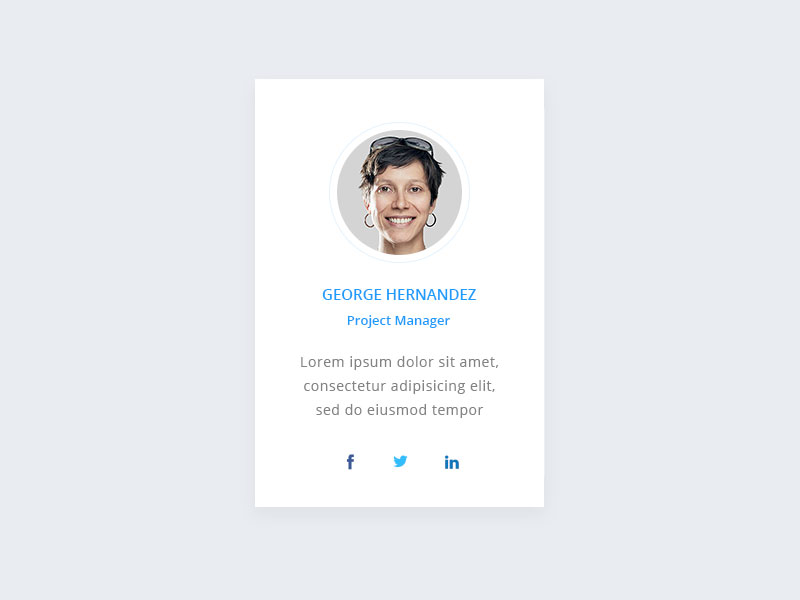 GEORGE HERNANDEZ
Project Manager
Lorem ipsum dolor sit amet,
consectetur adipisicing elit,
sed do eiusmod tempor
f
in